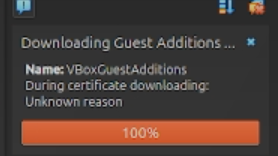 Downloading Guest Additions ...
Name: VBoxGuestAdditions
During certificate downloading:
Unknown reason
100%